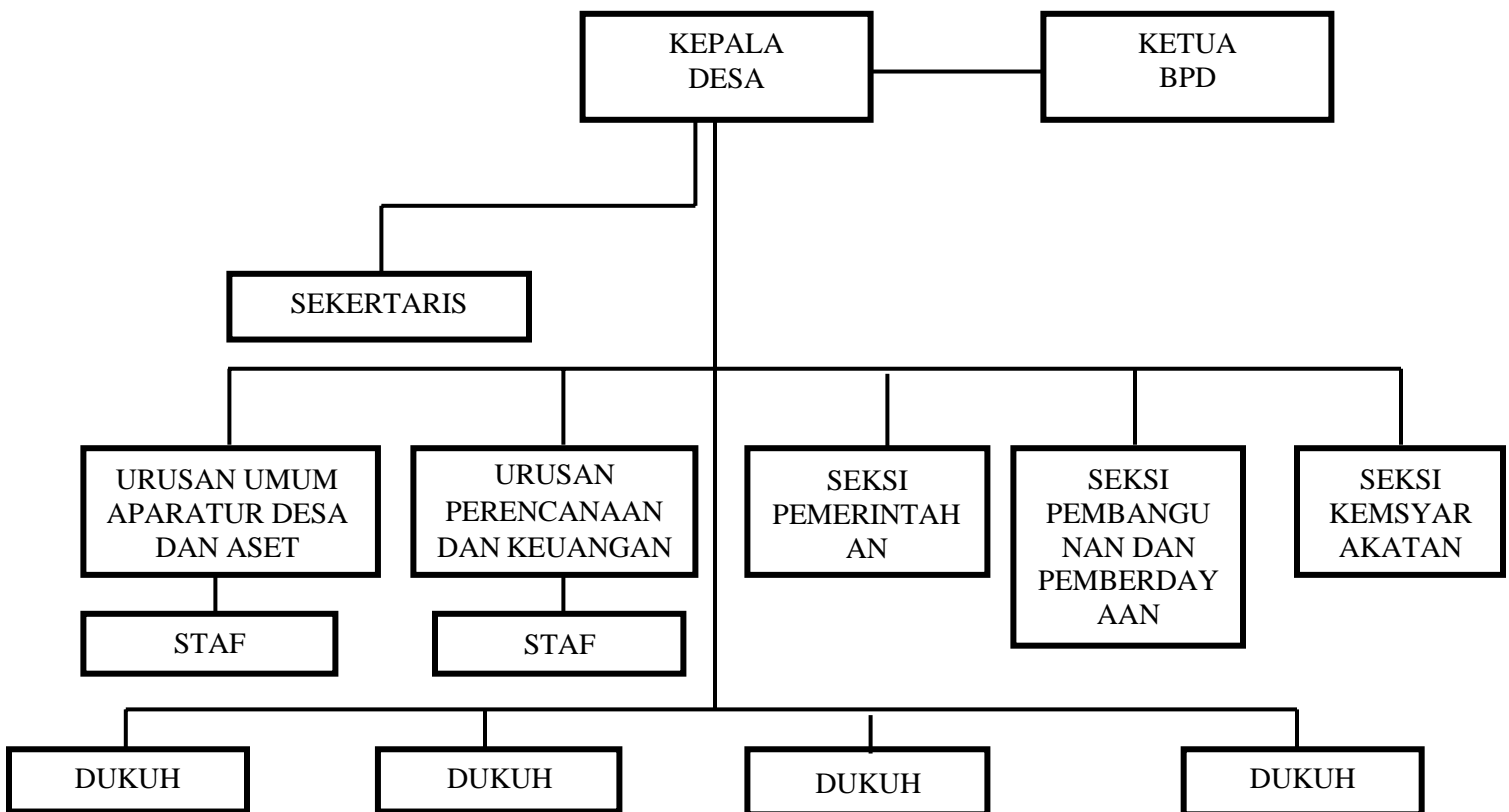 KEPALA
DESA
KETUA
BPD
SEKERTARIS
URUSAN UMUM
APARATUR DESA
DAN ASET
URUSAN
PERENCANAAN
DAN KEUANGAN
SEKSI
PEMERINTAH
AN
SEKSI
PEMBANGU
NAN DAN
PEMBERDAY
AAN
SEKSI
KEMSYAR
AKATAN
STAF
STAF
DUKUH
DUKUH
DUKUH
DUKUH